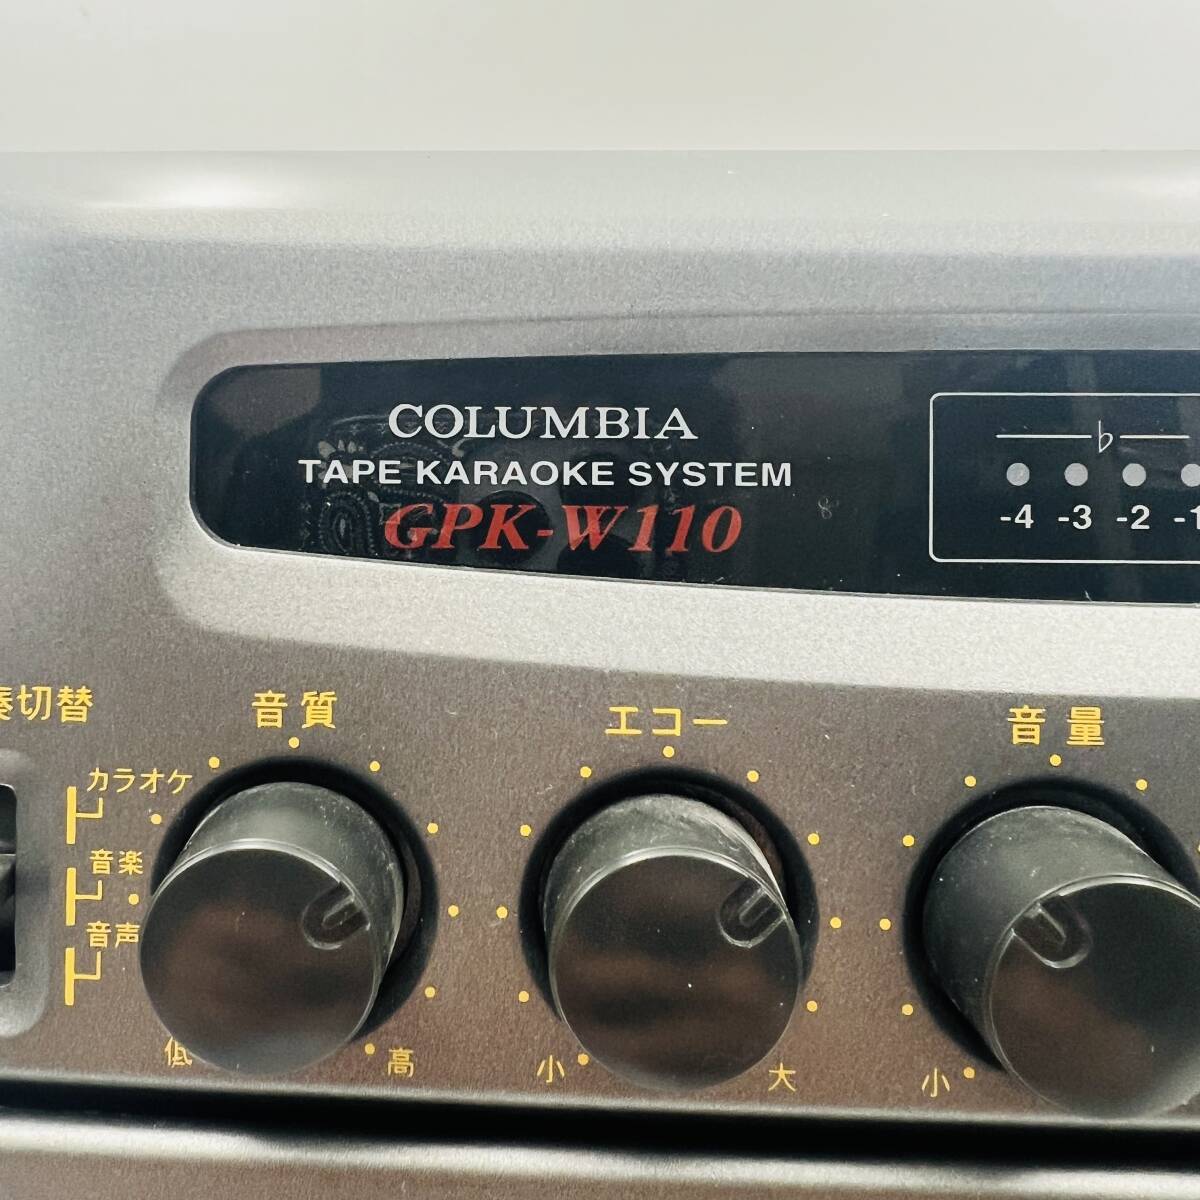 COLUMBIA
TAPE KARAOKE SYSTEM
GPK-W110
♭
-4 -3 -2 -1
奏切替
音質
エコー
音量
カラオケ
音楽
音声
低
高
小
大
小